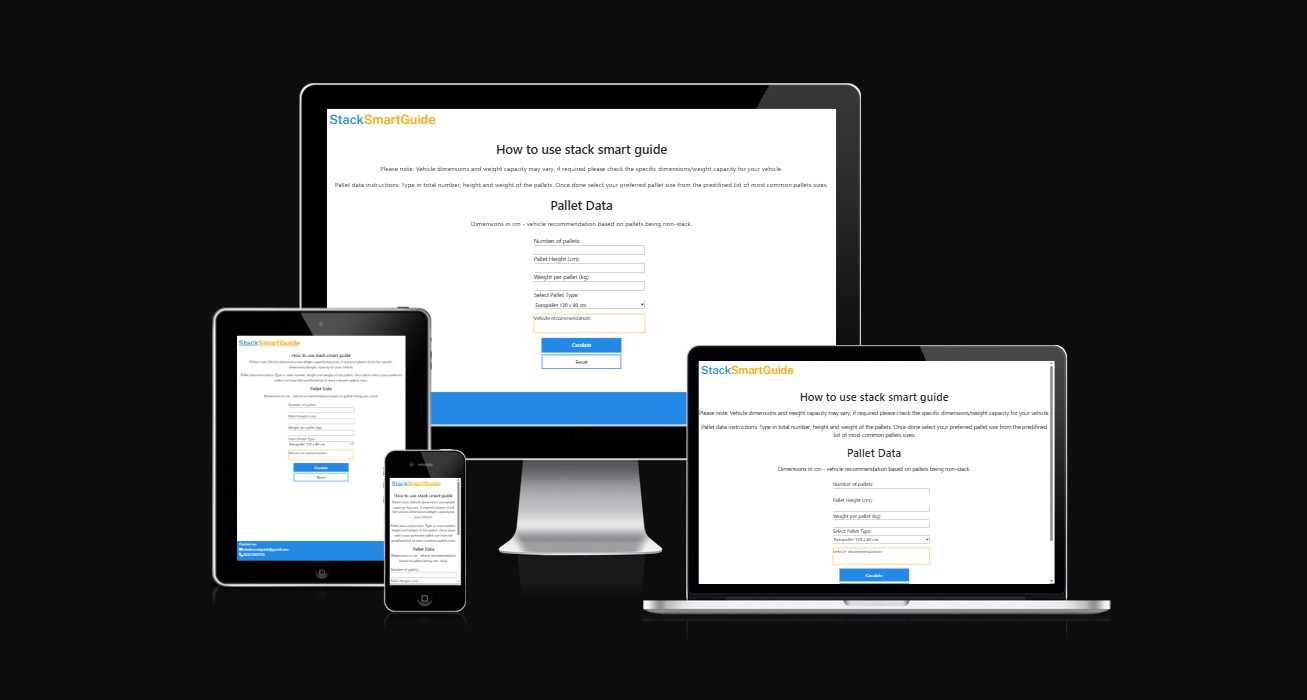 StackSmartGuide
How to use stack smart guide
Please note: Vehicle dimensions and weight capacity may vary, if required please check the specific dimensions/weight capacity for your vehicle.
Pallet data instructions: Type in total number, height and weight of the pallets. Once done select your preferred pallet size from the predifined list of most common pallets sizes.
Pallet Data
Dimensions in cm - vehicle recommendation based on pallets being non-stack.
Number of pallets:
Pallet Height (cm):
Weight per pallet (kg):
Select Pallet Type:
Europallet 120 x 80 cm
Vehicle recommendation:
Reset
StackSmartGuide
How to use stack smart guide
Please note: Vehicle dimensions and weight capacity may vary, if required please check the specific
dimensions/weight capacity for your vehicle.
Pallet data instructions: Type in total number, height and weight of the pallets. Once done select your preferred
pallet size from the predifined list of most common pallets sizes.
Pallet Data
Dimensions in cm - vehicle recommendation based on pallets being non-stack.
Number of pallets:
Pallet Height (cm):
Weight per pallet (kg):
Select Pallet Type:
Europallet 120 x 80 cm
Vehicle recommendation:
Reset
Contact us:
StackSmartGuide
How to use stack smart guide
Please note: Vehicle dimensions and weight
capacity may vary, if required please check
the specific dimensions/weight capacity for
your vehicle.
Pallet data instructions: Type in total number,
height and weight of the pallets. Once done
select your preferred pallet size from the
predifined list of most common pallets sizes.
Pallet Data
Dimensions in cm - vehicle recommendation
based on pallets being non-stack.
Number of pallets:
Pallet Height (cm):
StackSmartGuide
How to use stack smart guide
Please note: Vehicle dimensions and weight capacity may vary, if required please check the specific dimensions/weight capacity for your vehicle.
Pallet data instructions: Type in total number, height and weight of the pallets. Once done select your preferred pallet size from the predifined
list of most common pallets sizes.
Pallet Data
Dimensions in cm - vehicle recommendation based on pallets being non-stack.
Number of pallets:
Pallet Height (cm):
Weight per pallet (kg):
Select Pallet Type:
Europallet 120 x 80 cm
Vehicle recommendation: